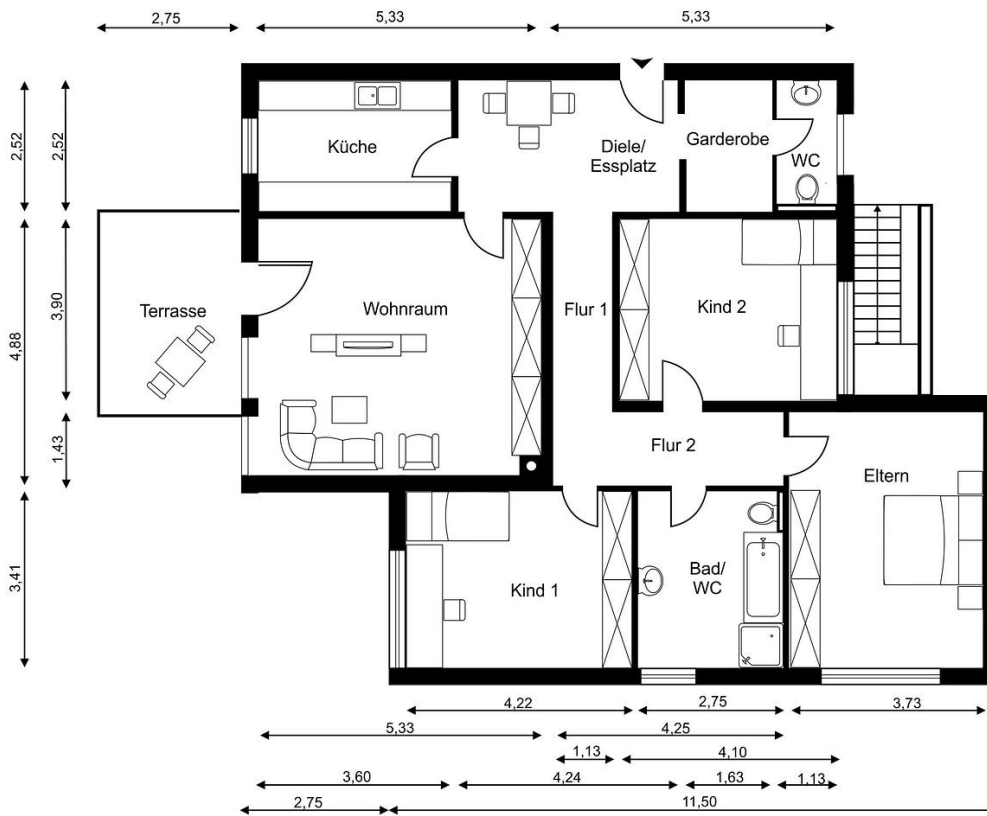 2,75
5,33
5,33
2,52
2,52
Küche
Diele/
Essplatz
Garderobe
WC
4,88
3,90
1,43
Terrasse
Wohnraum
Flur 1
Kind 2
Flur 2
Eltern
3,41
Kind 1
Bad/
WC
4,22
2,75
3,73
5,33
4,25
1,13
4,10
3,60
4,24
1,63
1,13
2,75
11,50